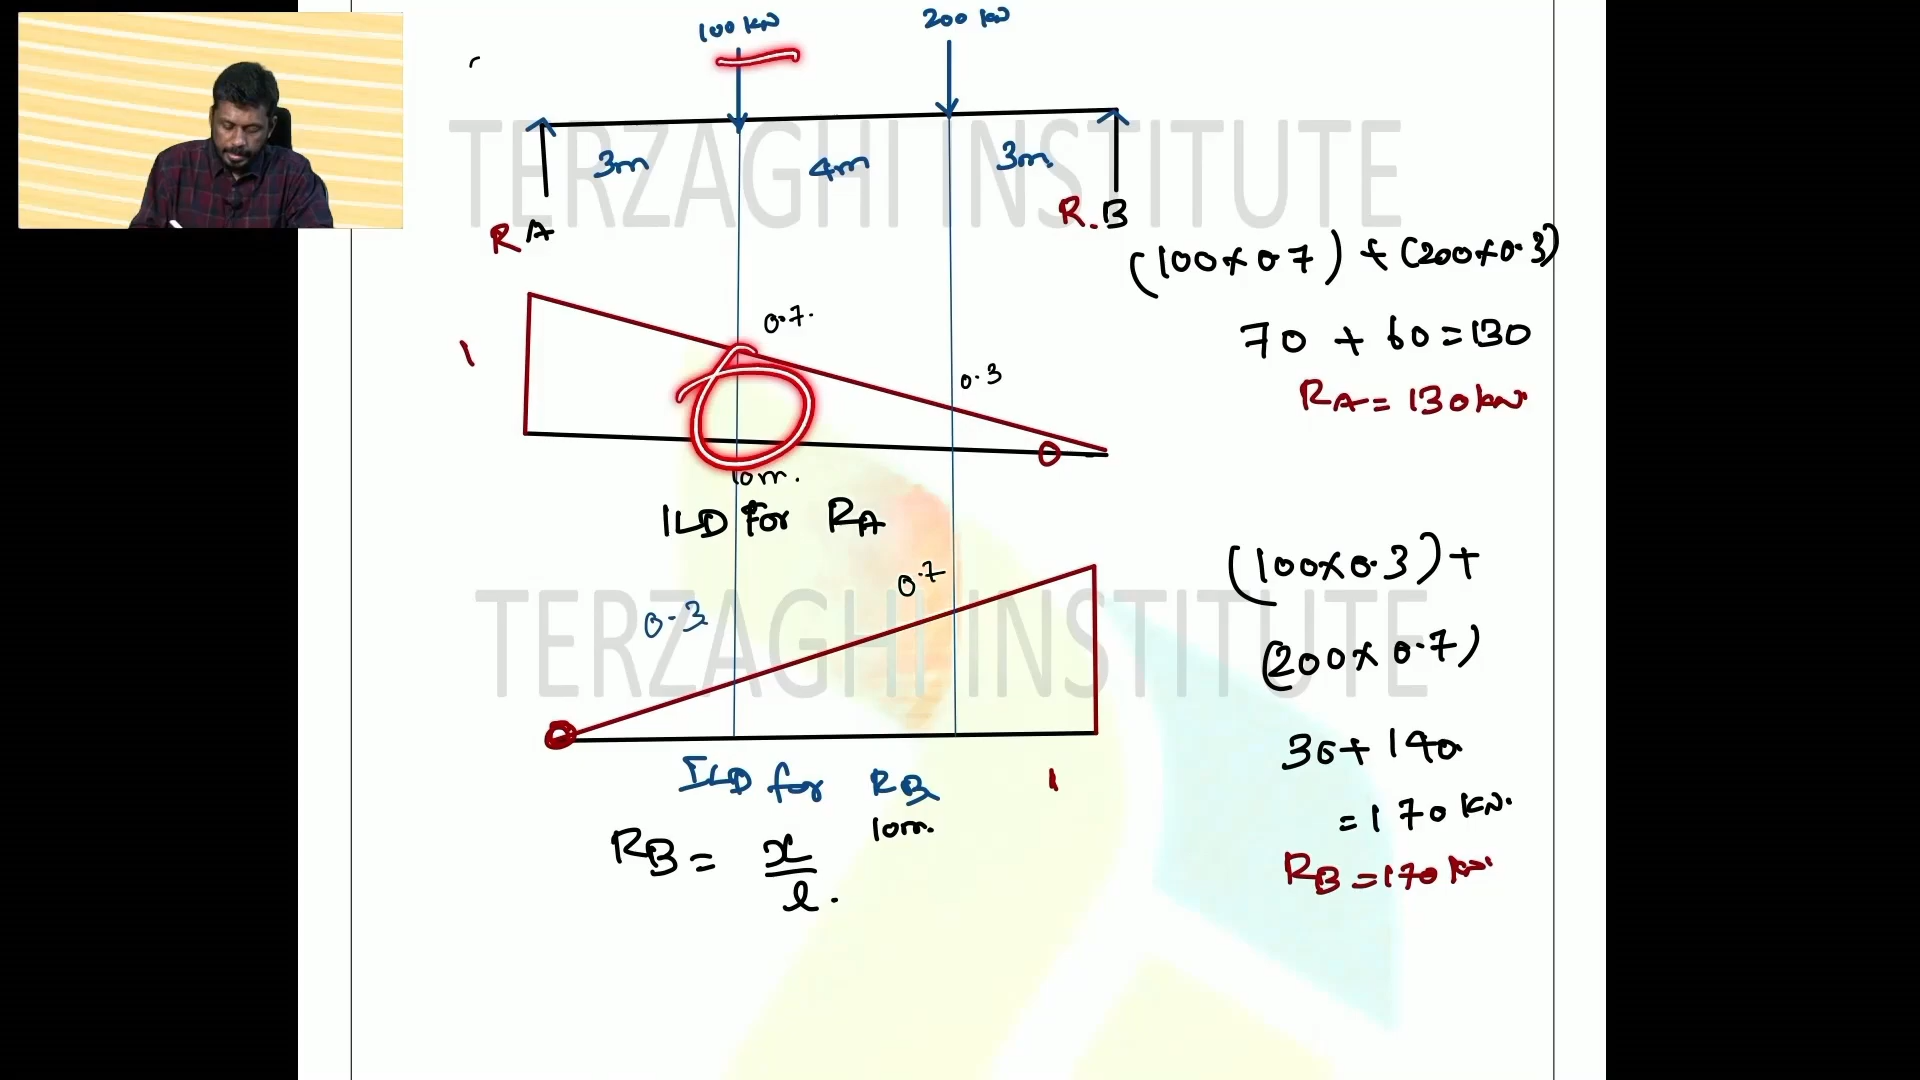 100 kN 200 kN
3m 4m 3m
TERZAGHI INSTITUTE
RA R.B
(100×0.7) + (200×0.3)
0.7.
70 + 60 = 130
1
0.3
RA = 130 kN.
10m.
ILD for RA
(100×0.3) +
0.7
0.3
TERZAGHI INSTITUTE
(200×0.7)
30 + 140
ILD for RB 1
= 170 kN.
10m.
RB = x/l.
RB = 170 kN.